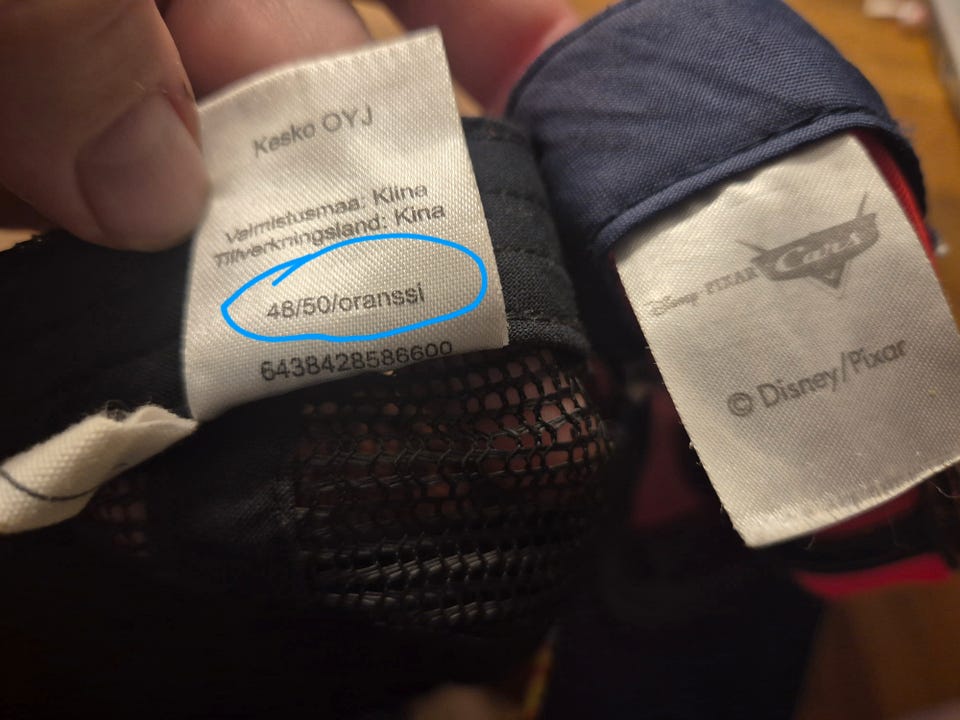 Kesko OYJ
Valmistusmaa: Kiina
Tillverkningsland: Kina
48/50/oranssi
6438428586600
Disney PIXAR Cars
© Disney/Pixar